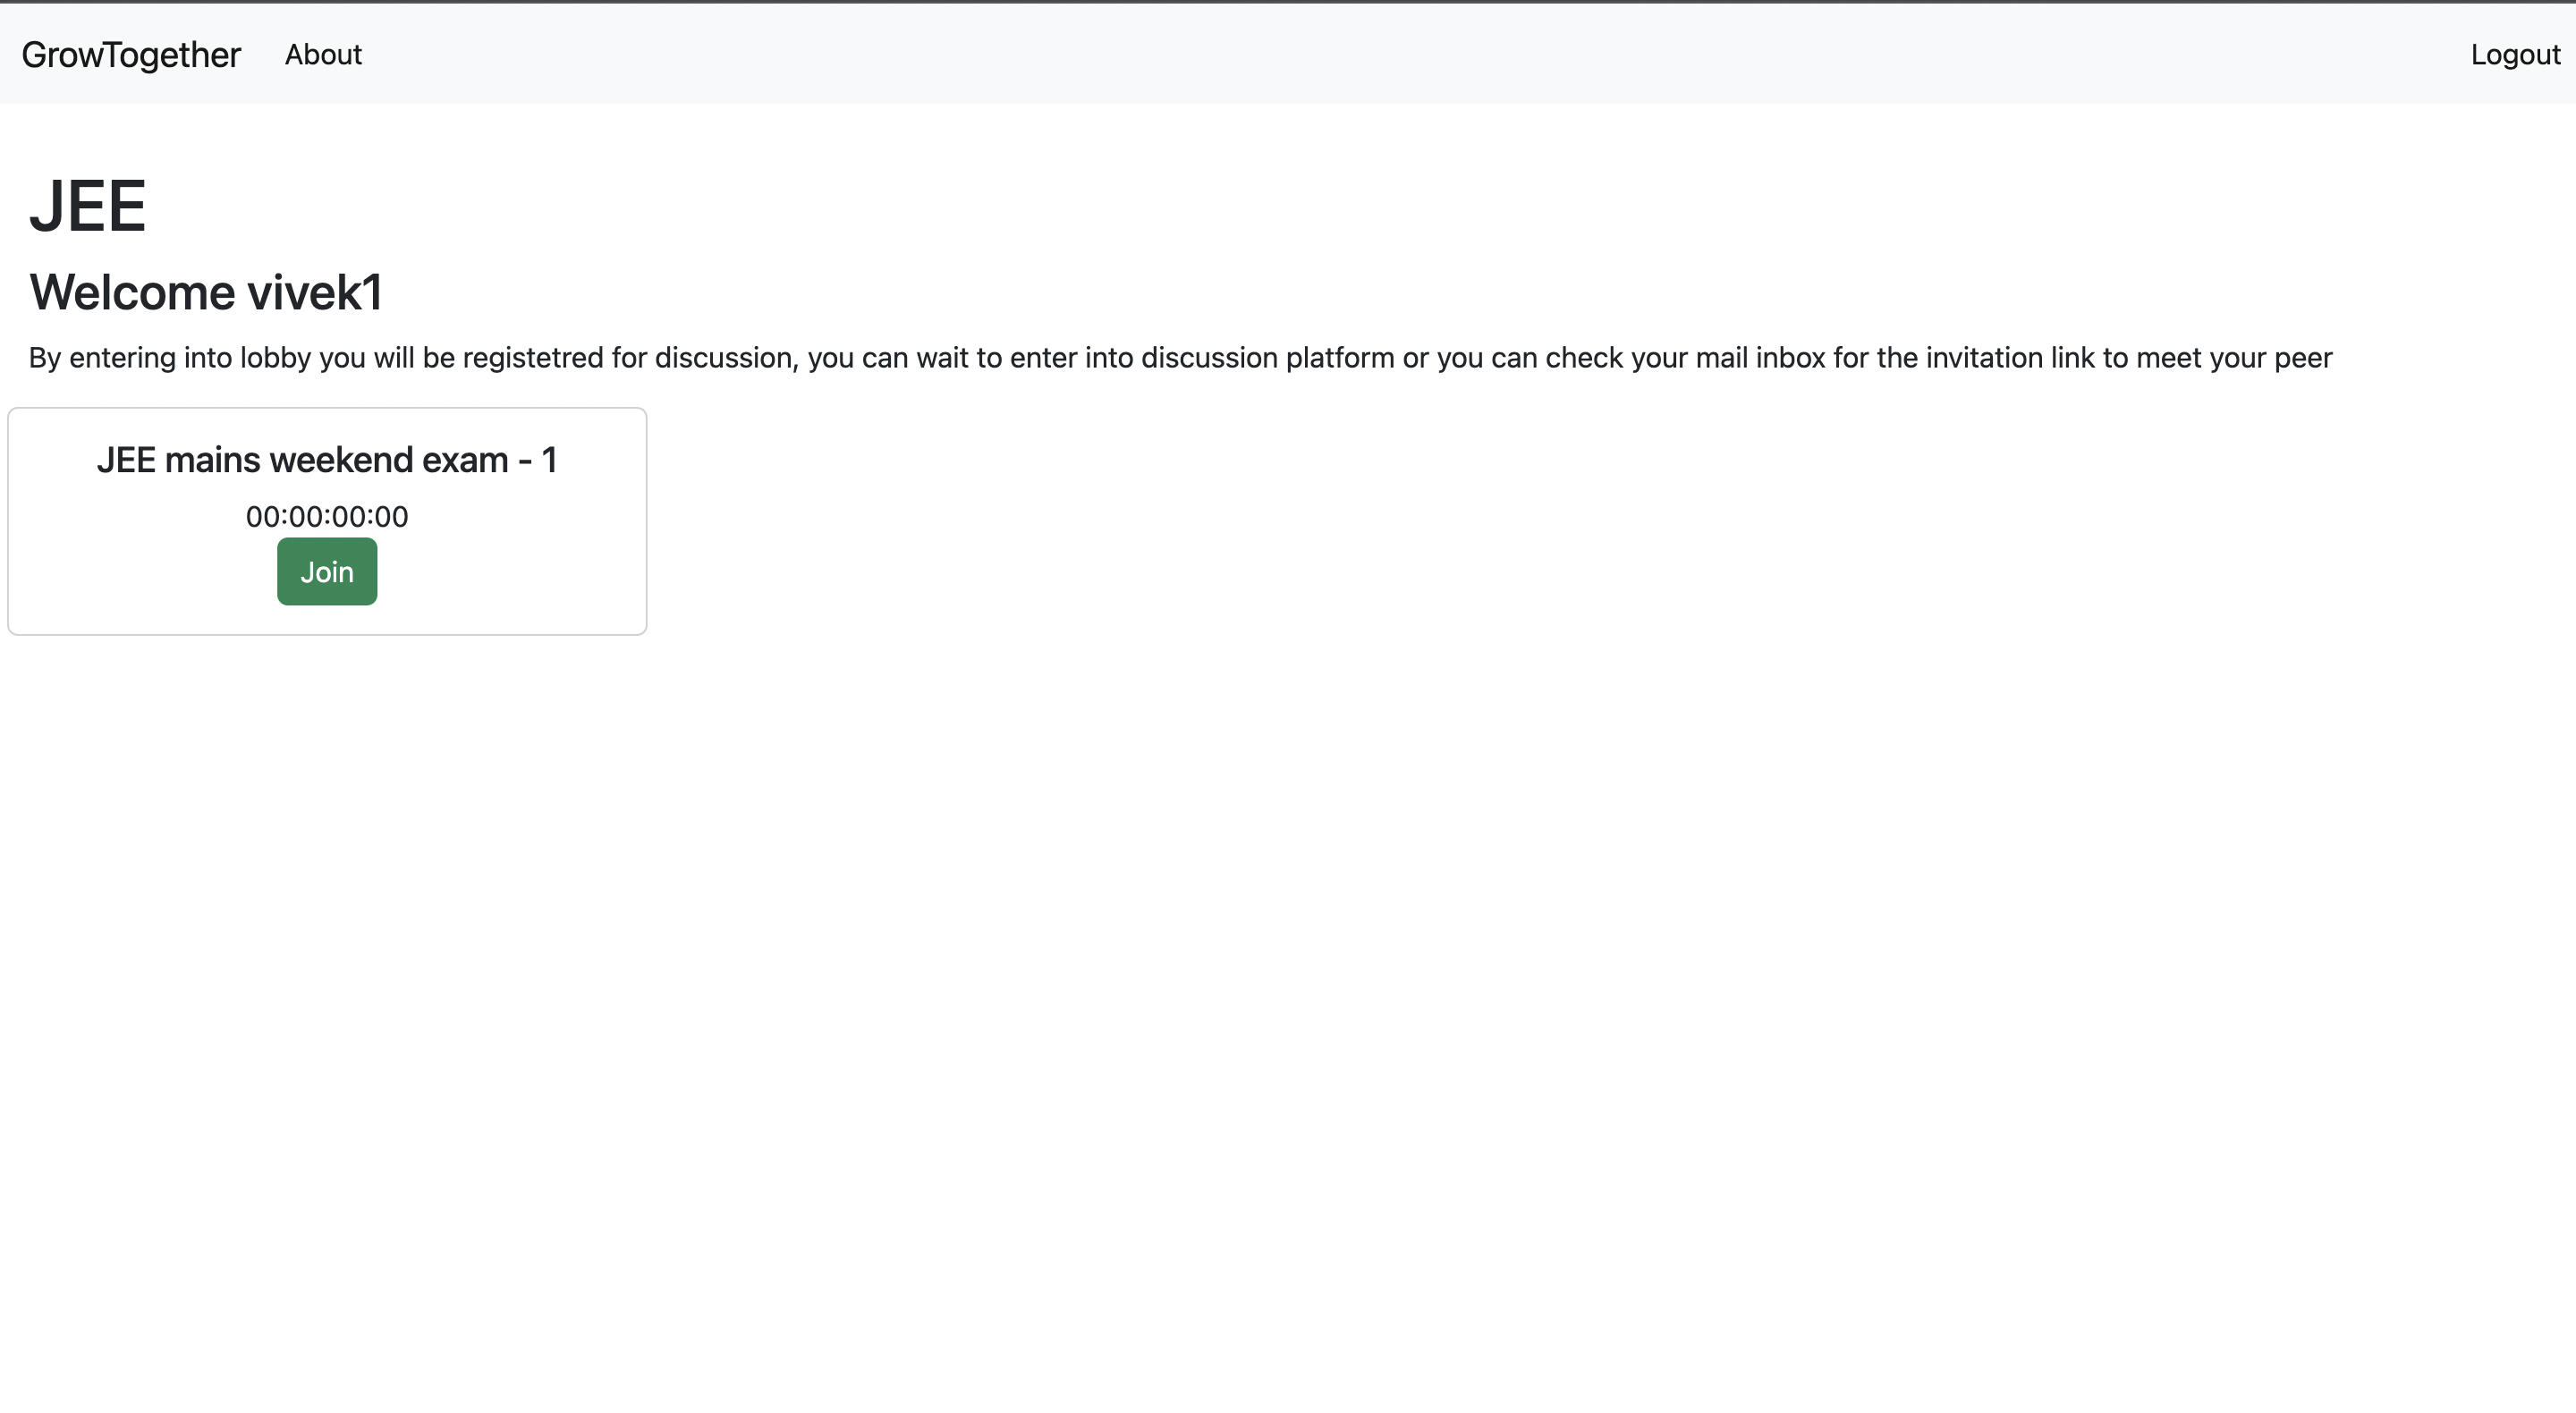 GrowTogether About Logout
JEE
Welcome vivek1
By entering into lobby you will be registetred for discussion, you can wait to enter into discussion platform or you can check your mail inbox for the invitation link to meet your peer
JEE mains weekend exam - 1
00:00:00:00
Join